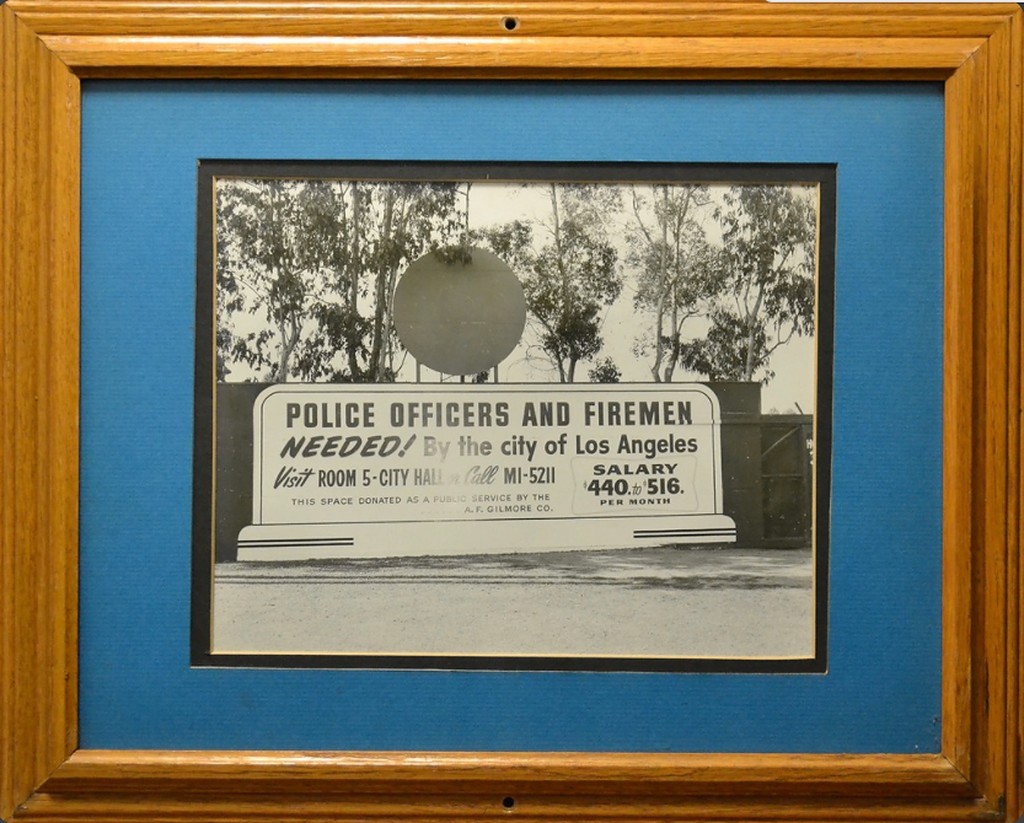 POLICE OFFICERS AND FIREMEN
NEEDED! By the city of Los Angeles
Visit ROOM 5-CITY HALL OR Call MI-5211
SALARY
$440. to $516.
PER MONTH
THIS SPACE DONATED AS A PUBLIC SERVICE BY THE
A.F. GILMORE CO.